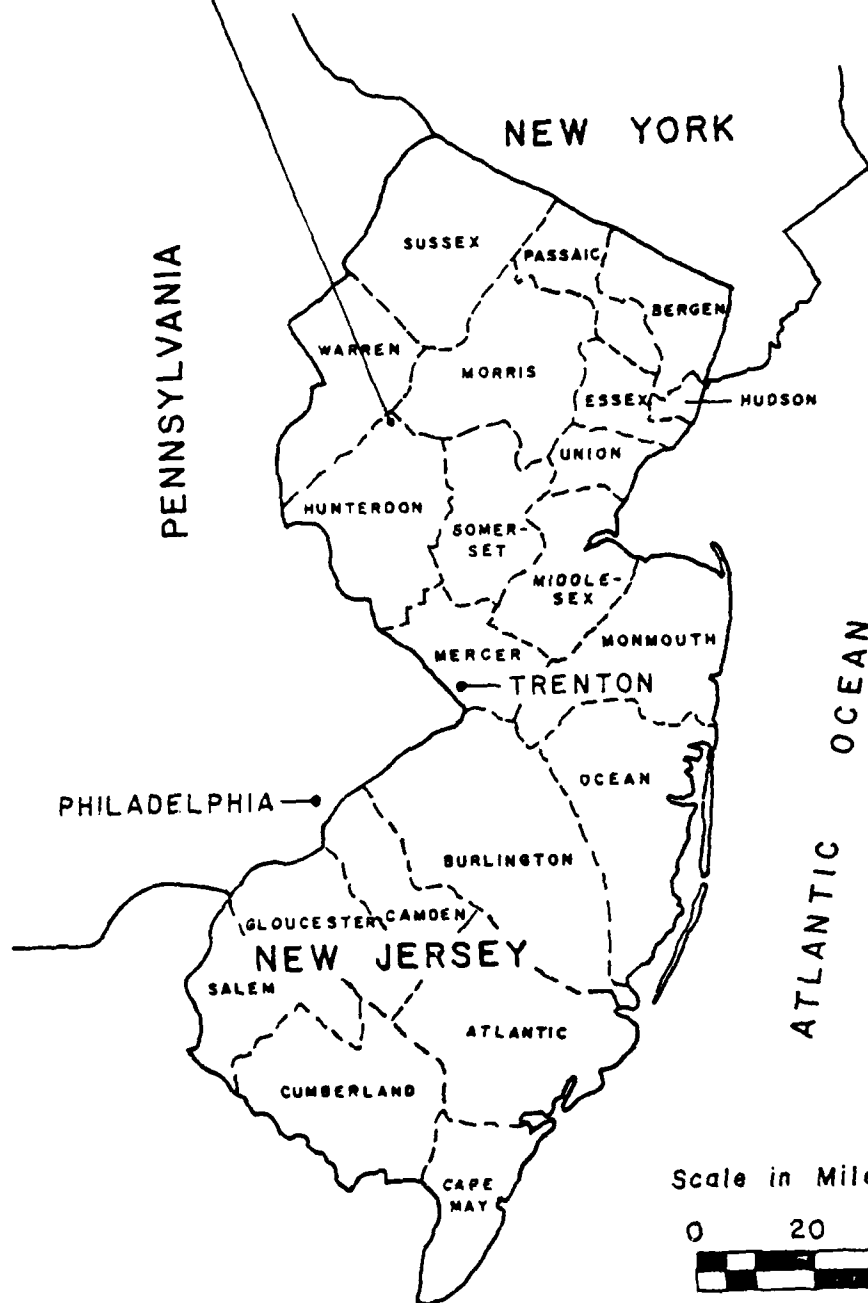 NEW YORK
PENNSYLVANIA
SUSSEX
PASSAIC
BERGEN
WARREN
MORRIS
ESSEX
HUDSON
UNION
HUNTERDON
SOMER-
SET
MIDDLE-
SEX
MONMOUTH
MERCER
TRENTON
OCEAN
PHILADELPHIA
BURLINGTON
GLOUCESTER
CAMDEN
NEW JERSEY
SALEM
ATLANTIC
CUMBERLAND
CAPE
MAY
ATLANTIC OCEAN
Scale in Mile
0 20